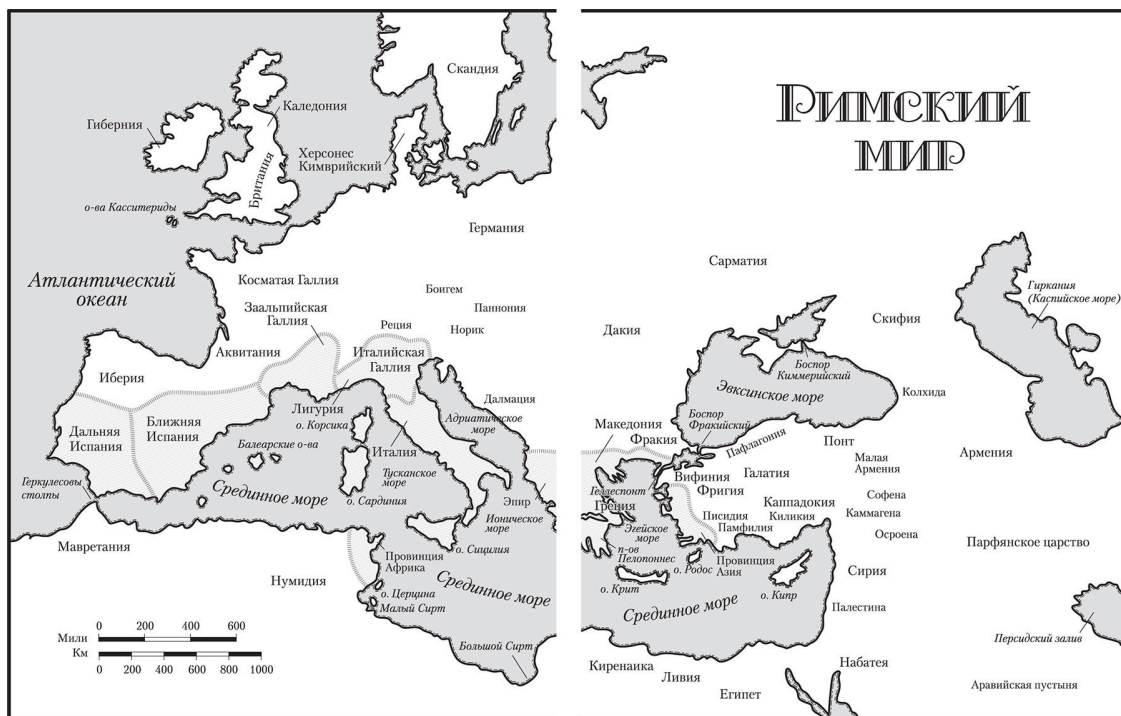 Скандия
Каледония
Гиберния
Херсонес
Кимврийский
Британия
о-ва Касситериды
Германия
Атлантический
океан
Косматая Галлия
Боигем
Заальпийская
Галлия
Паннония
Реция
Норик
Аквитания
Италийская
Галлия
Иберия
Лигурия
о. Корсика
Далмация
Адриатическое
море
Ближняя
Испания
Дальняя
Испания
Балеарские о-ва
Италия
Тусканское
море
Геркулесовы
столпы
Срединное море
о. Сардиния
Эпир
Ионическое
море
Мавретания
о. Сицилия
Провинция
Африка
Нумидия
Срединное море
о. Церцина
Малый Сирт
Большой Сирт
Мили
0 200 400 600
Км
0 200 400 600 800 1000
Римский
мир
Сарматия
Гиркания
(Каспийское море)
Дакия
Скифия
Боспор
Киммерийский
Эвксинское море
Колхида
Боспор
Фракийский
Македония
Фракия
Пафлагония
Понт
Малая
Армения
Армения
Вифиния
Галатия
Геллеспонт
Фригия
Каппадокия
Софена
Греция
Писидия
Киликия
Каммагена
Эгейское
море
Памфилия
Осроена
Парфянское царство
п-ов
Пелопоннес
о. Родос
Провинция
Азия
Сирия
о. Крит
о. Кипр
Срединное море
Палестина
Персидский залив
Киренаика
Ливия
Набатея
Египет
Аравийская пустыня